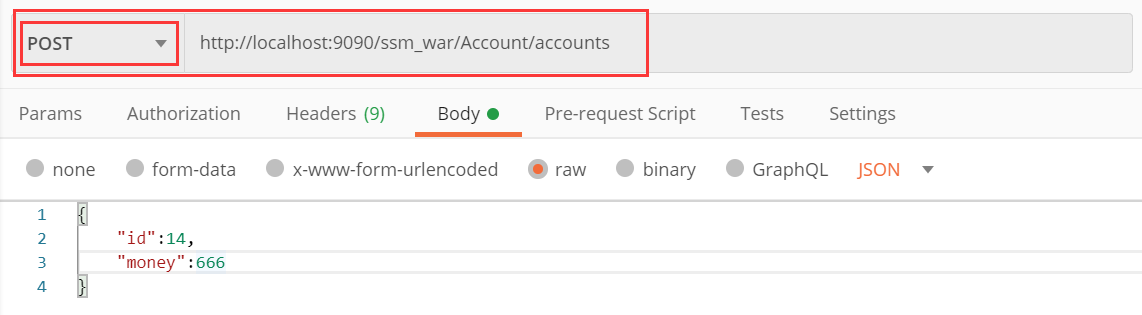 POST http://localhost:9090/ssm_war/Account/accounts
Params Authorization Headers (9) Body Pre-request Script Tests Settings
none form-data x-www-form-urlencoded raw binary GraphQL JSON
1 {
2 "id":14,
3 "money":666
4 }